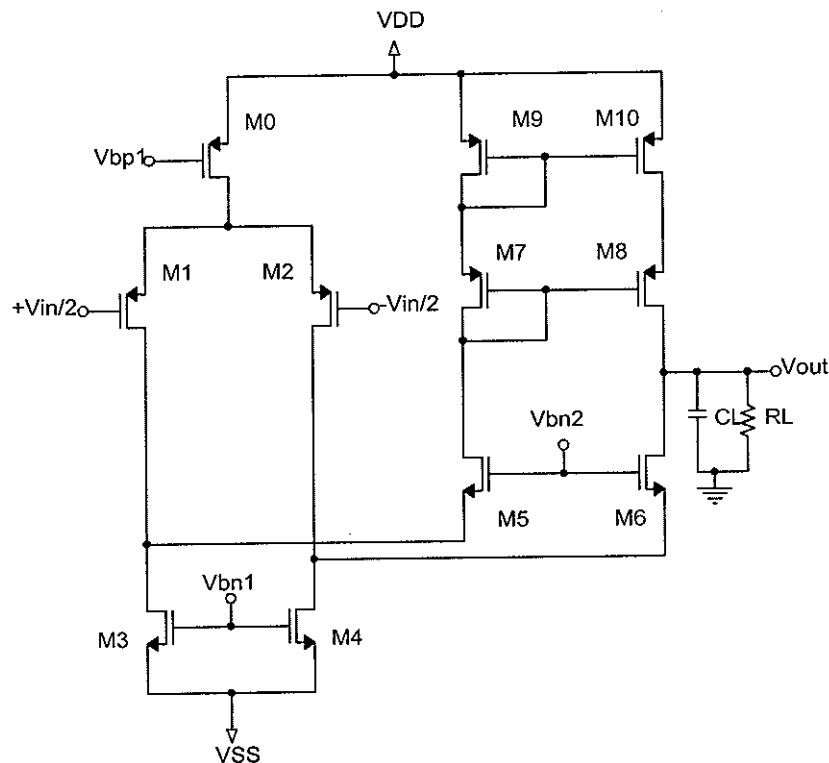 VDD
M0
M9
M10
Vbp1
M1
M2
M7
M8
+Vin/2
-Vin/2
Vout
CL
RL
Vbn2
M5
M6
Vbn1
M3
M4
VSS